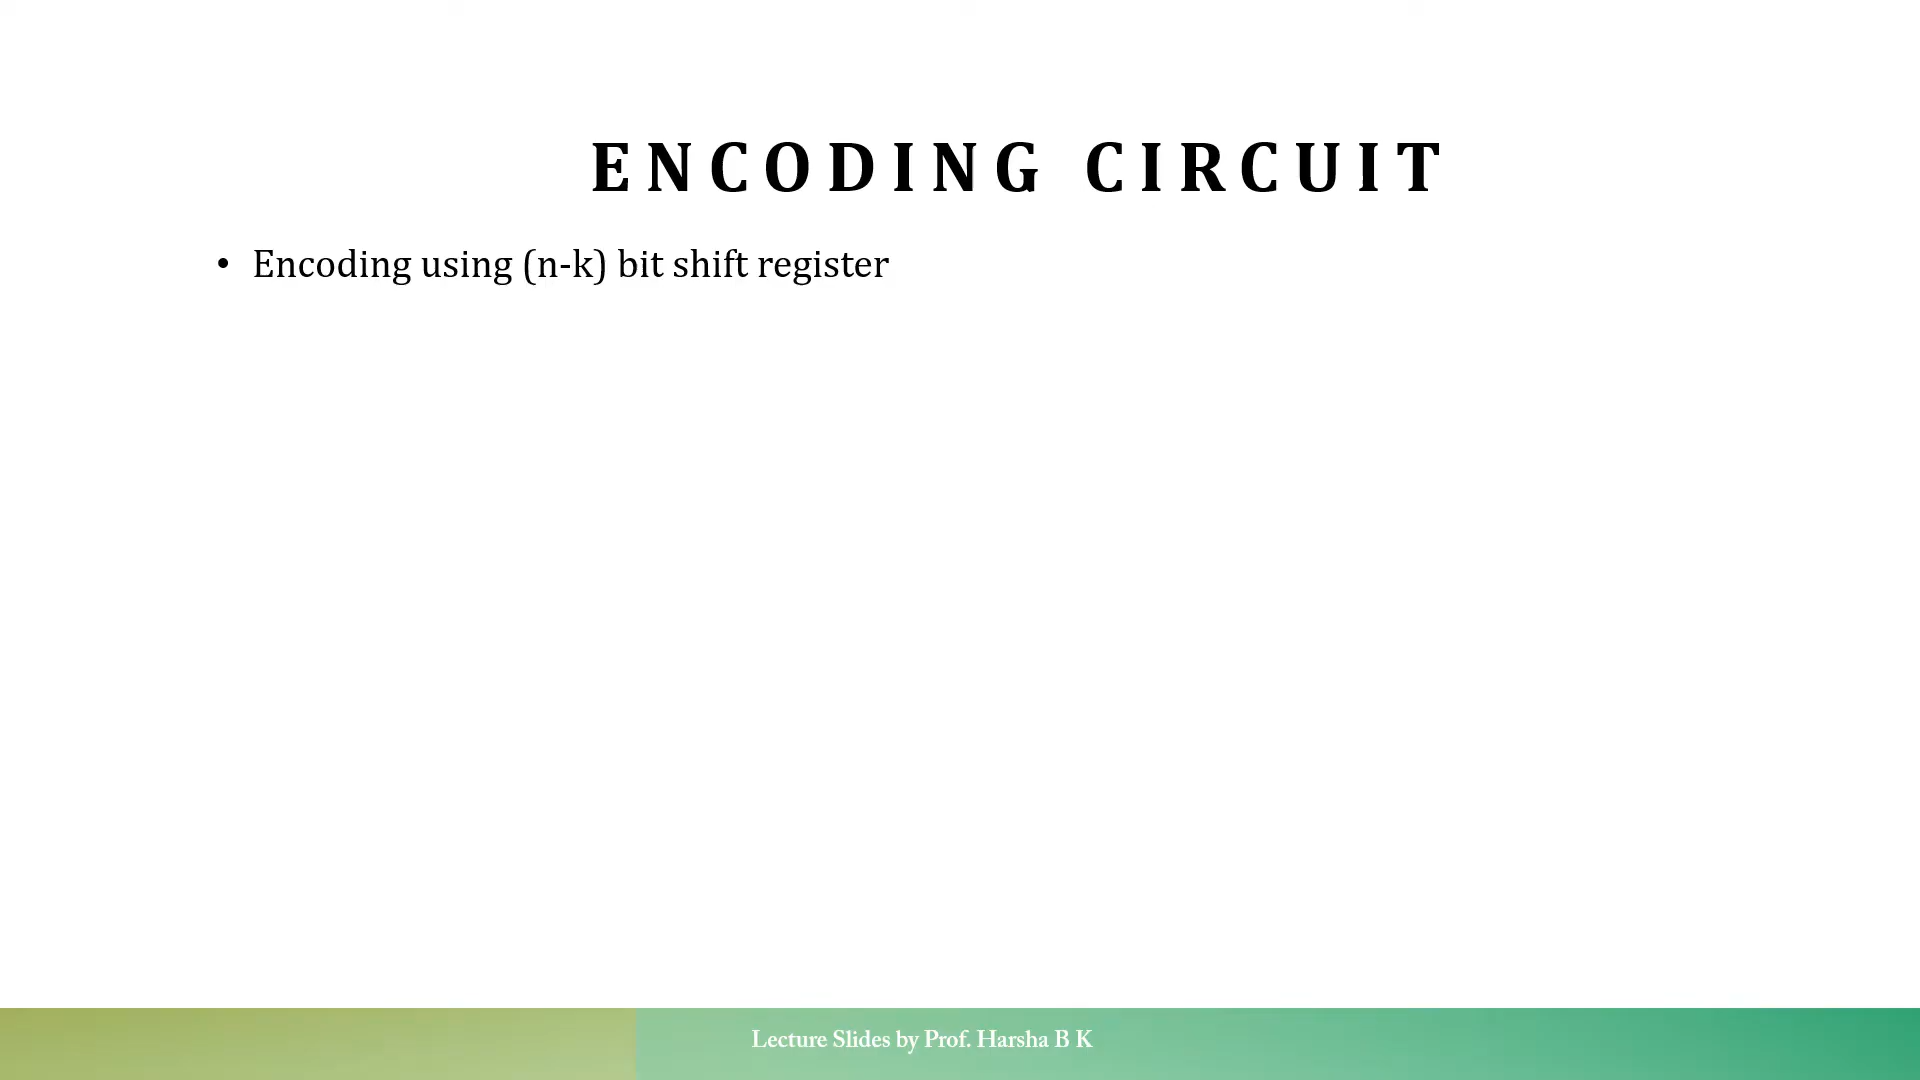 ENCODING CIRCUIT
• Encoding using (n-k) bit shift register
Lecture Slides by Prof. Harsha B K